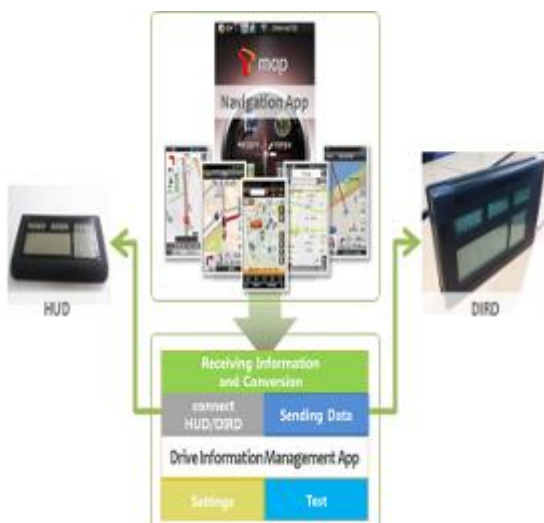 map
Navigation App
HUD
DIRD
Receiving Information
and Conversion
connect
HUD/DIRD
Sending Data
Drive Information Management App
Settings
Test